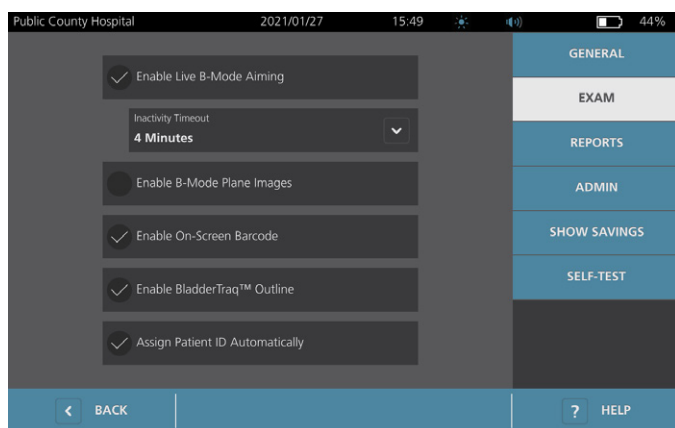 Public County Hospital 2021/01/27 15:49 44%
Enable Live B-Mode Aiming
Inactivity Timeout
4 Minutes
Enable B-Mode Plane Images
Enable On-Screen Barcode
Enable BladderTraq™ Outline
Assign Patient ID Automatically
GENERAL
EXAM
REPORTS
ADMIN
SHOW SAVINGS
SELF-TEST
BACK
? HELP